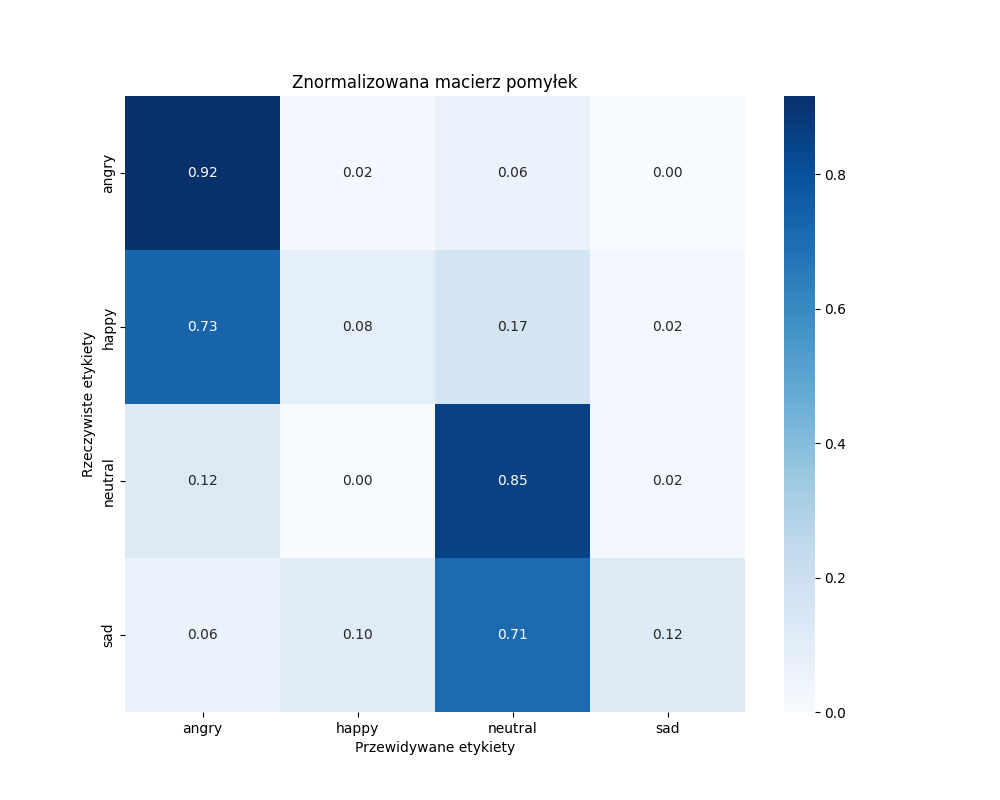 Znormalizowana macierz pomyłek
Rzeczywiste etykiety
angry
0.92
0.02
0.06
0.00
happy
0.73
0.08
0.17
0.02
neutral
0.12
0.00
0.85
0.02
sad
0.06
0.10
0.71
0.12
angry
happy
neutral
sad
Przewidywane etykiety
0.8
0.6
0.4
0.2
0.0